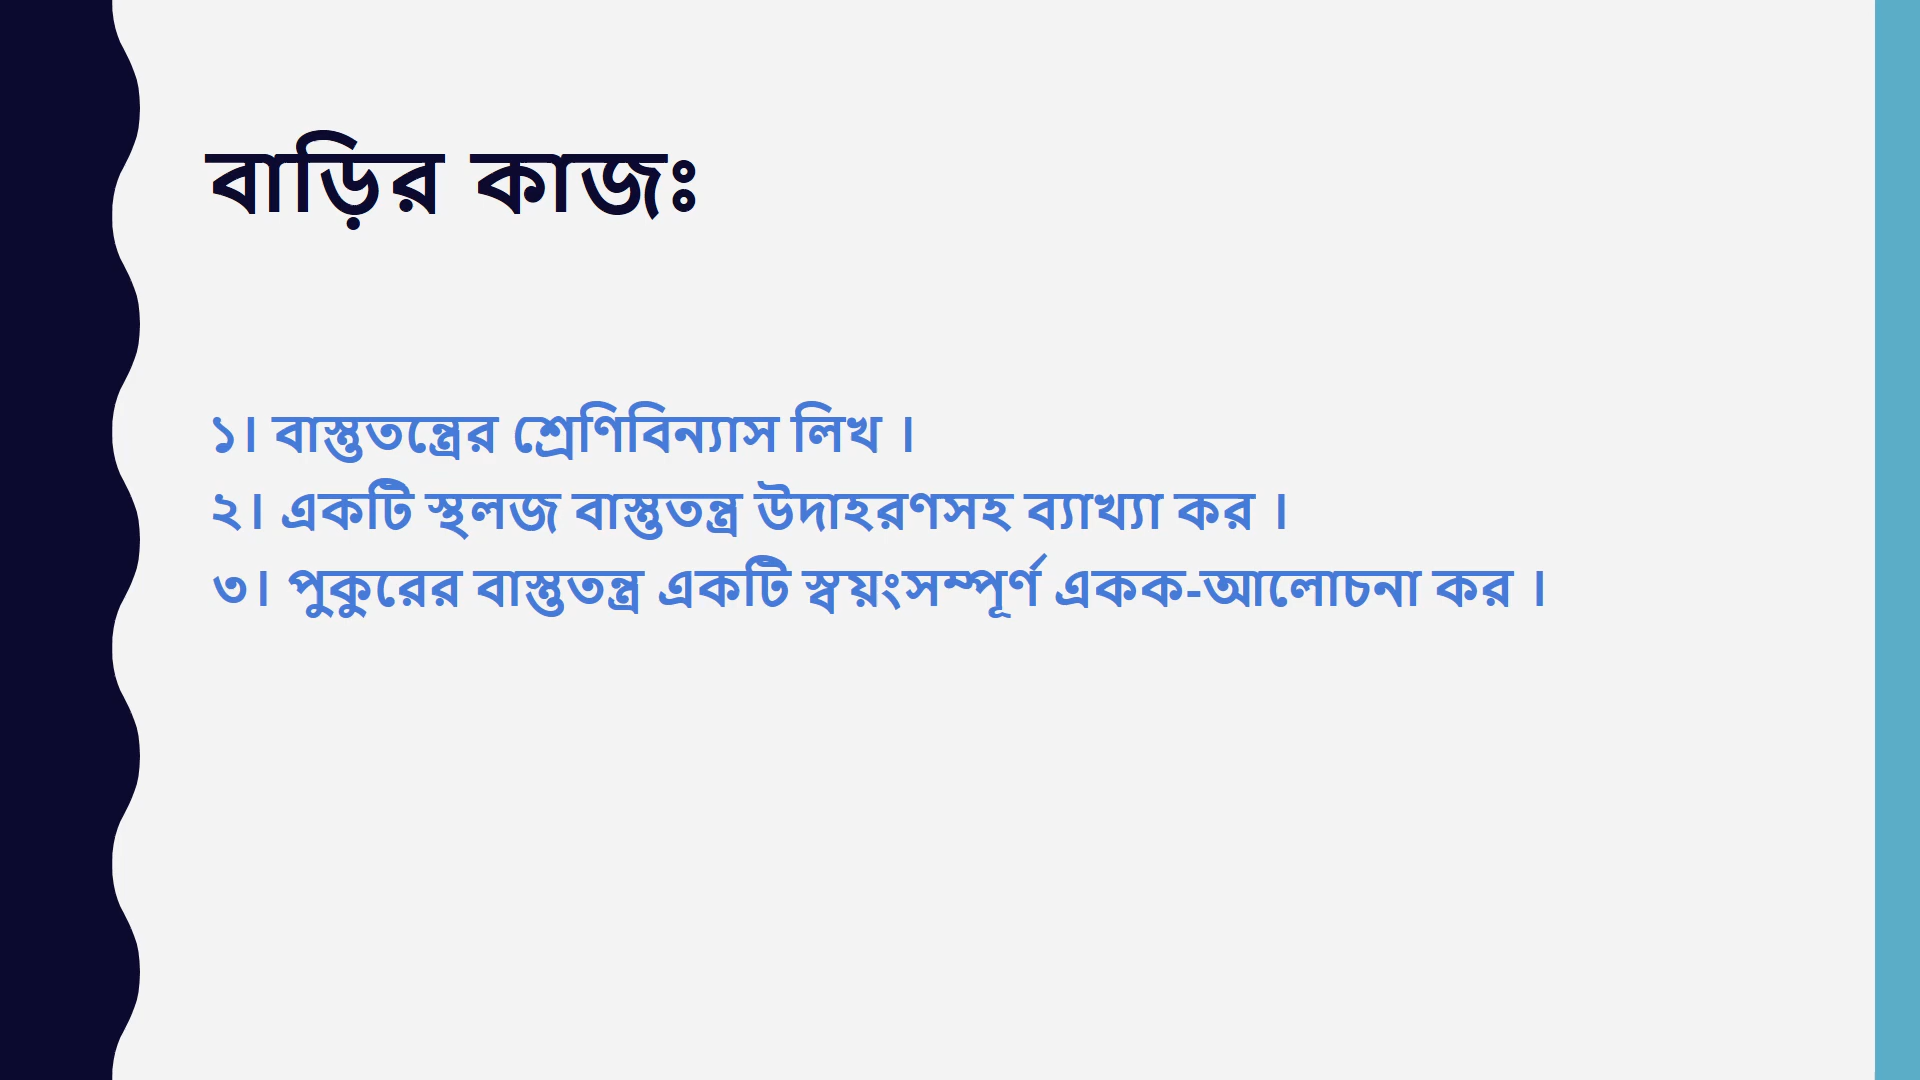 বাড়ির কাজঃ
১। বাস্তুতন্ত্রের শ্রেণিবিন্যাস লিখ ।
২। একটি স্থলজ বাস্তুতন্ত্র উদাহরণসহ ব্যাখ্যা কর ।
৩। পুকুরের বাস্তুতন্ত্র একটি স্বয়ংসম্পূর্ণ একক-আলোচনা কর ।